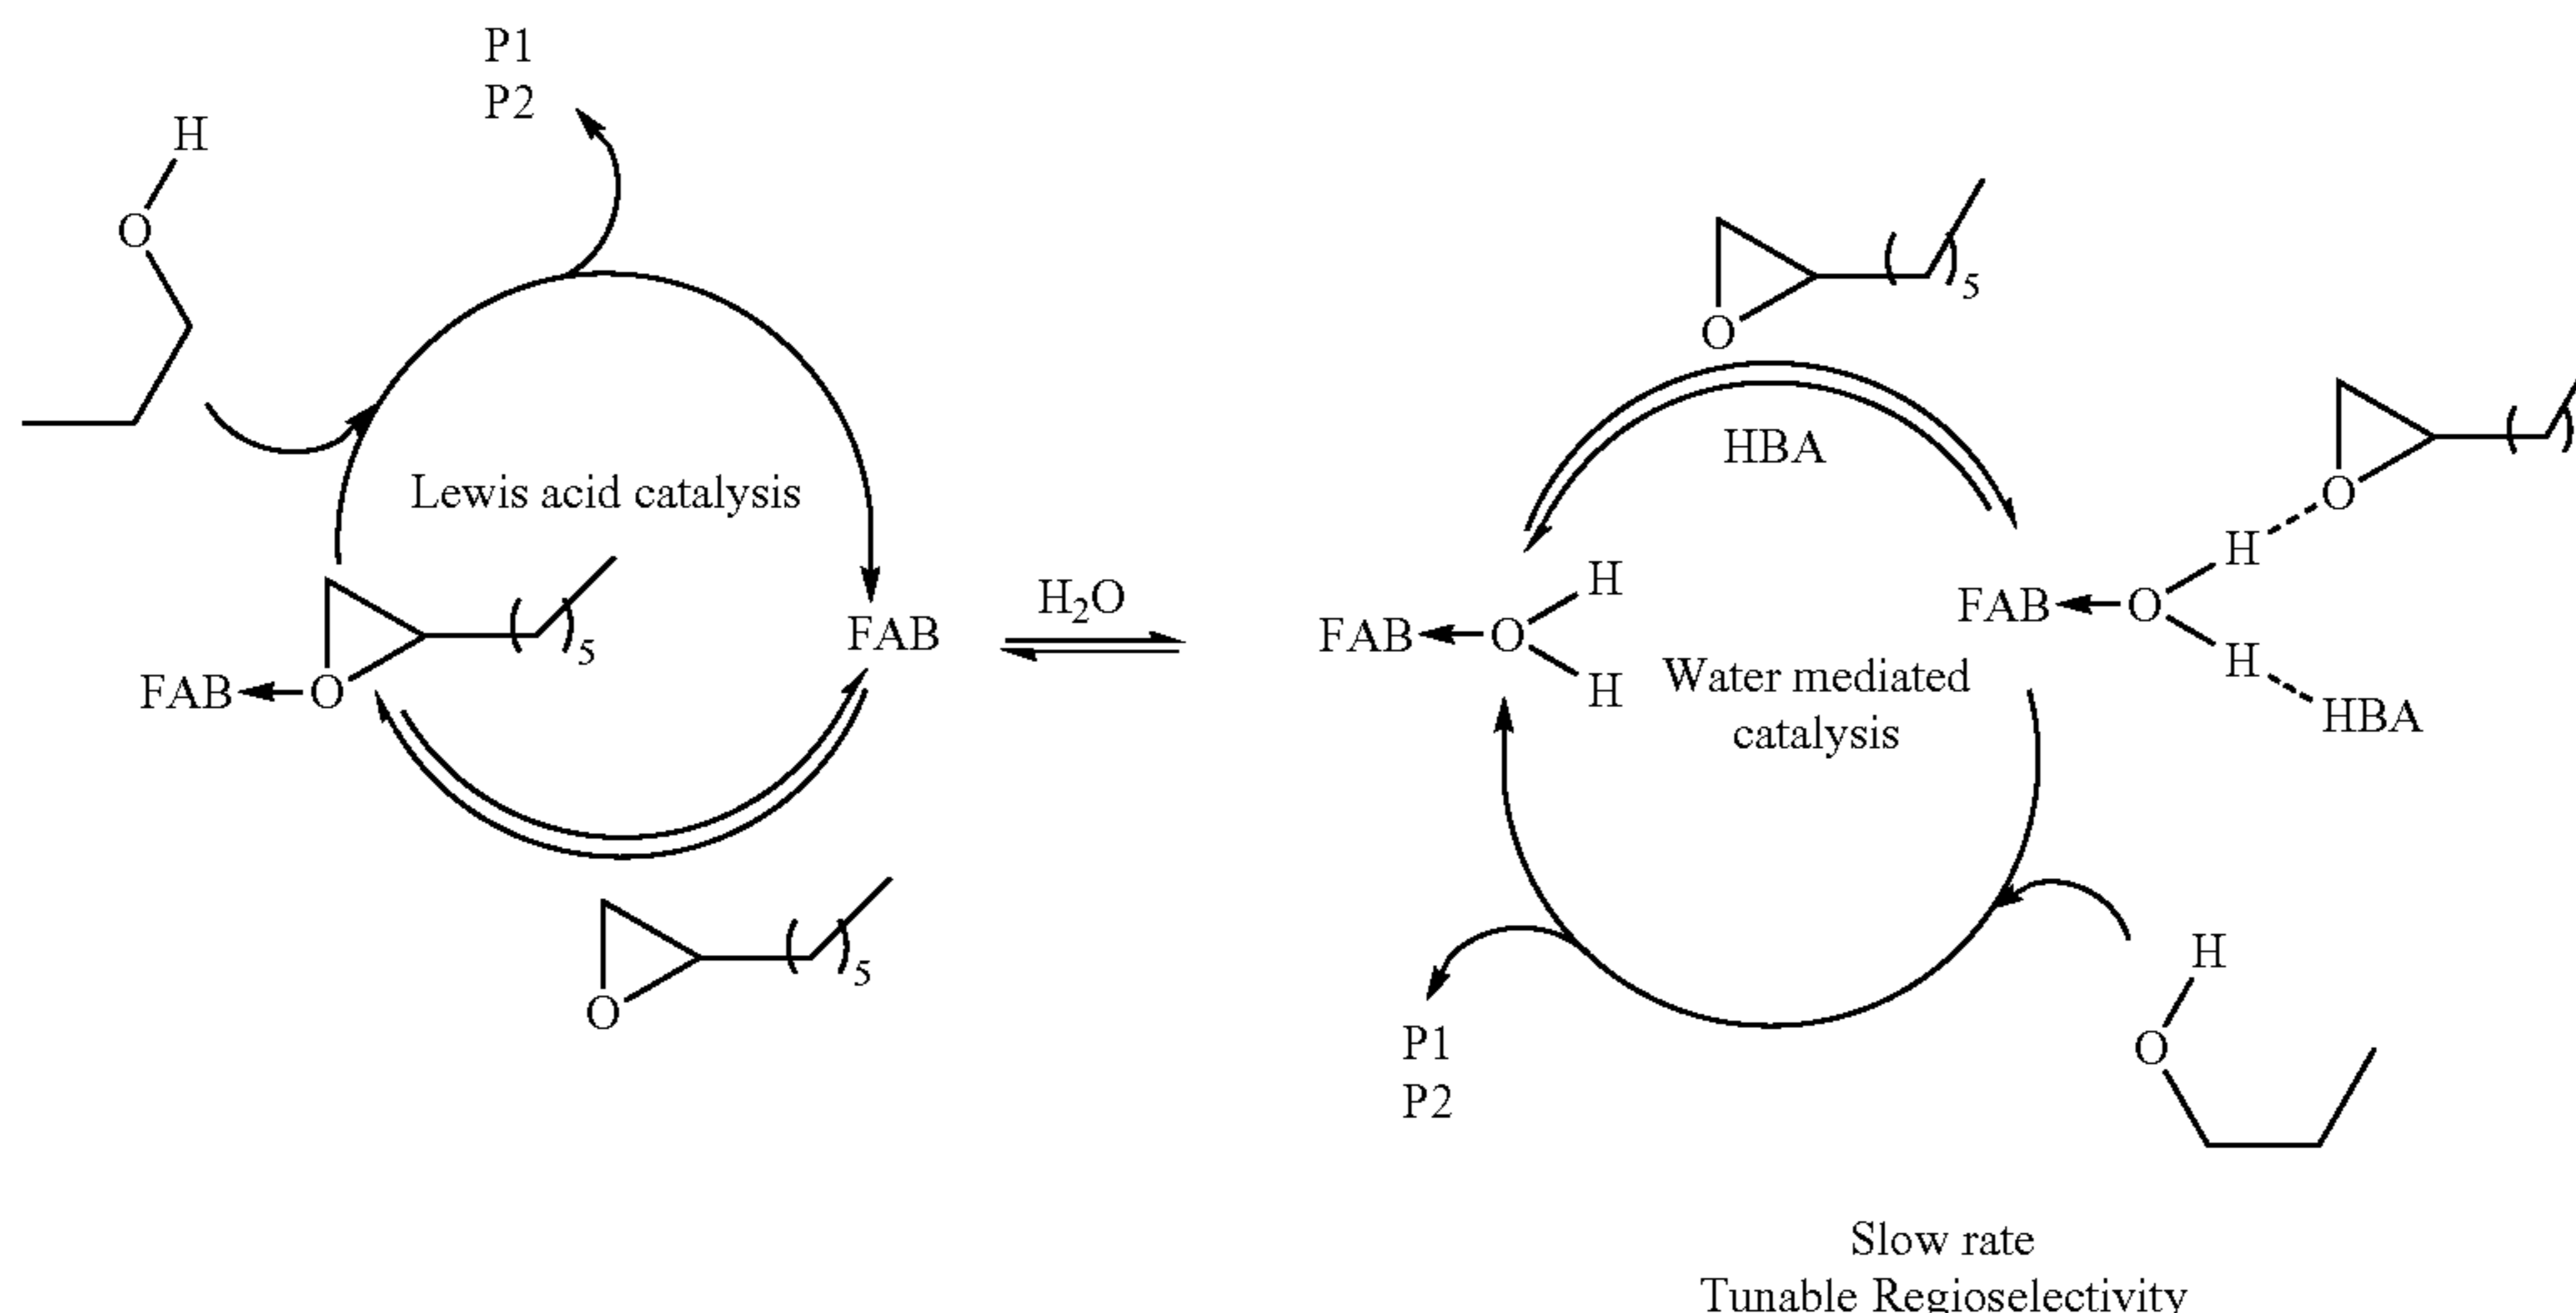 P1
P2
H
O
Lewis acid catalysis
5
FAB
O
FAB
5
O
H₂O
5
O
HBA
FAB
O
H
H
Water mediated
catalysis
FAB
O
H
H
O
HBA
P1
P2
H
O
Slow rate
Tunable Regioselectivity